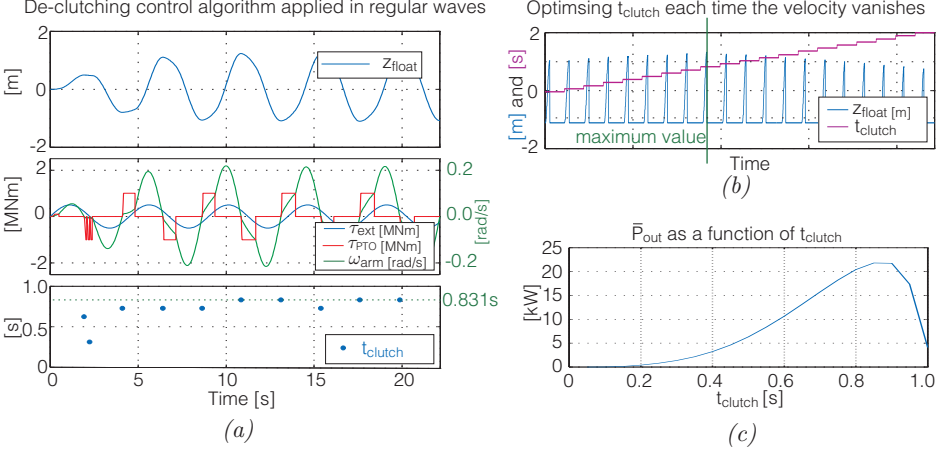 De-clutching control algorithm applied in regular waves
2
0
-2
[m]
z_float
2
0
-2
[MNm]
0.2
0.0
-0.2
[rad/s]
τ_ext [MNm]
τ_PTO [MNm]
ω_arm [rad/s]
1.0
0.5
0
[s]
0.831s
t_clutch
0 5 10 15 20
Time [s]
(a)
Optimsing t_clutch each time the velocity vanishes
2
0
-2
[m] and [s]
z_float [m]
t_clutch
maximum value
Time
(b)
P̅_out as a function of t_clutch
25
20
15
10
5
0
[kW]
0 0.2 0.4 0.6 0.8 1.0
t_clutch [s]
(c)